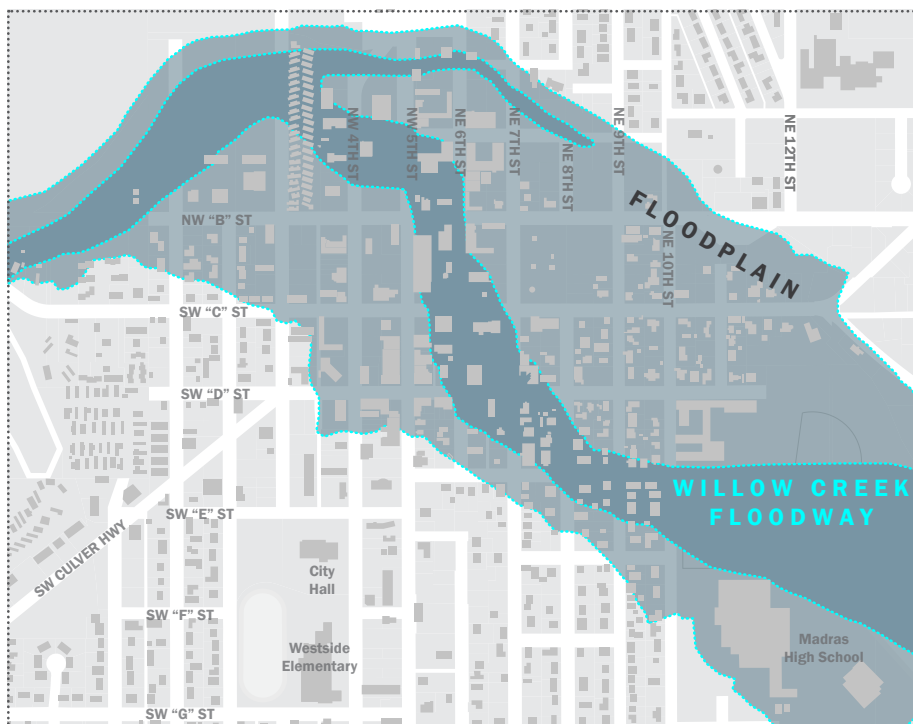 NW 4TH ST
NW 5TH ST
NE 6TH ST
NE 7TH ST
NE 8TH ST
NE 9TH ST
NE 12TH ST
FLOODPLAIN
NW “B” ST
NE 10TH ST
SW “C” ST
SW “D” ST
WILLOW CREEK
FLOODWAY
SW “E” ST
SW CULVER HWY
City
Hall
SW “F” ST
Westside
Elementary
Madras
High School
SW “G” ST